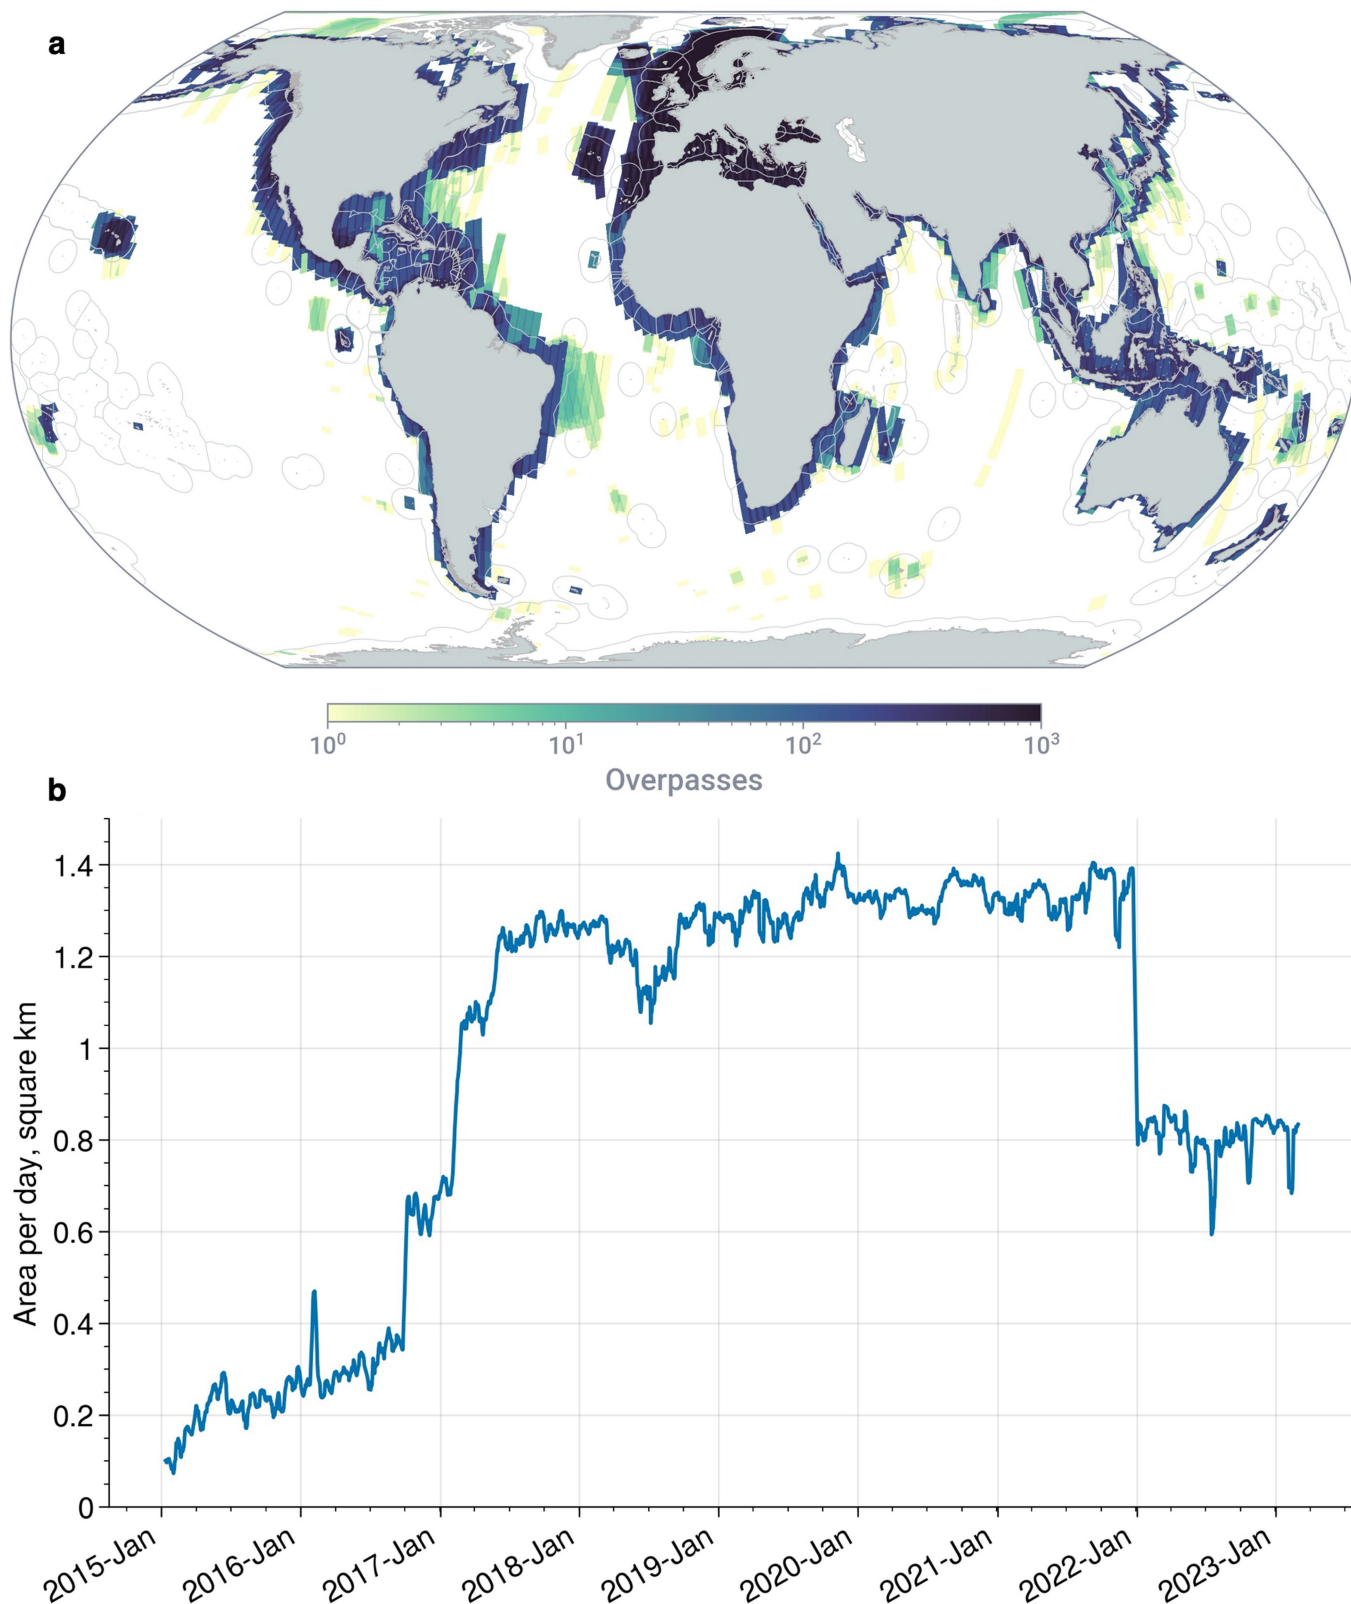 a
10⁰ 10¹ 10² 10³
Overpasses
b
Area per day, square km
1.4
1.2
1
0.8
0.6
0.4
0.2
0
2015-Jan 2016-Jan 2017-Jan 2018-Jan 2019-Jan 2020-Jan 2021-Jan 2022-Jan 2023-Jan